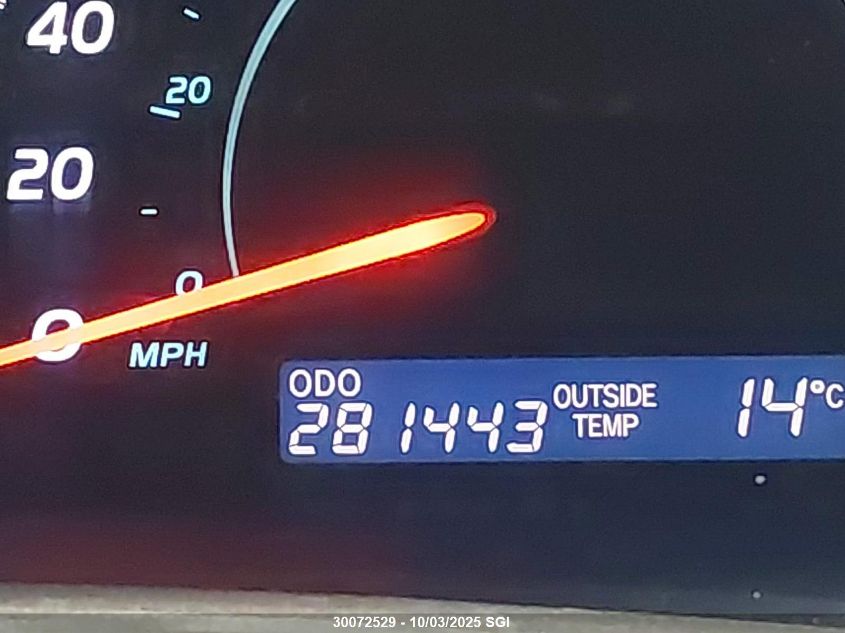 40
20
20
0
0
MPH
ODO
281443
OUTSIDE
TEMP
14°C
30072529 - 10/03/2025 SGI